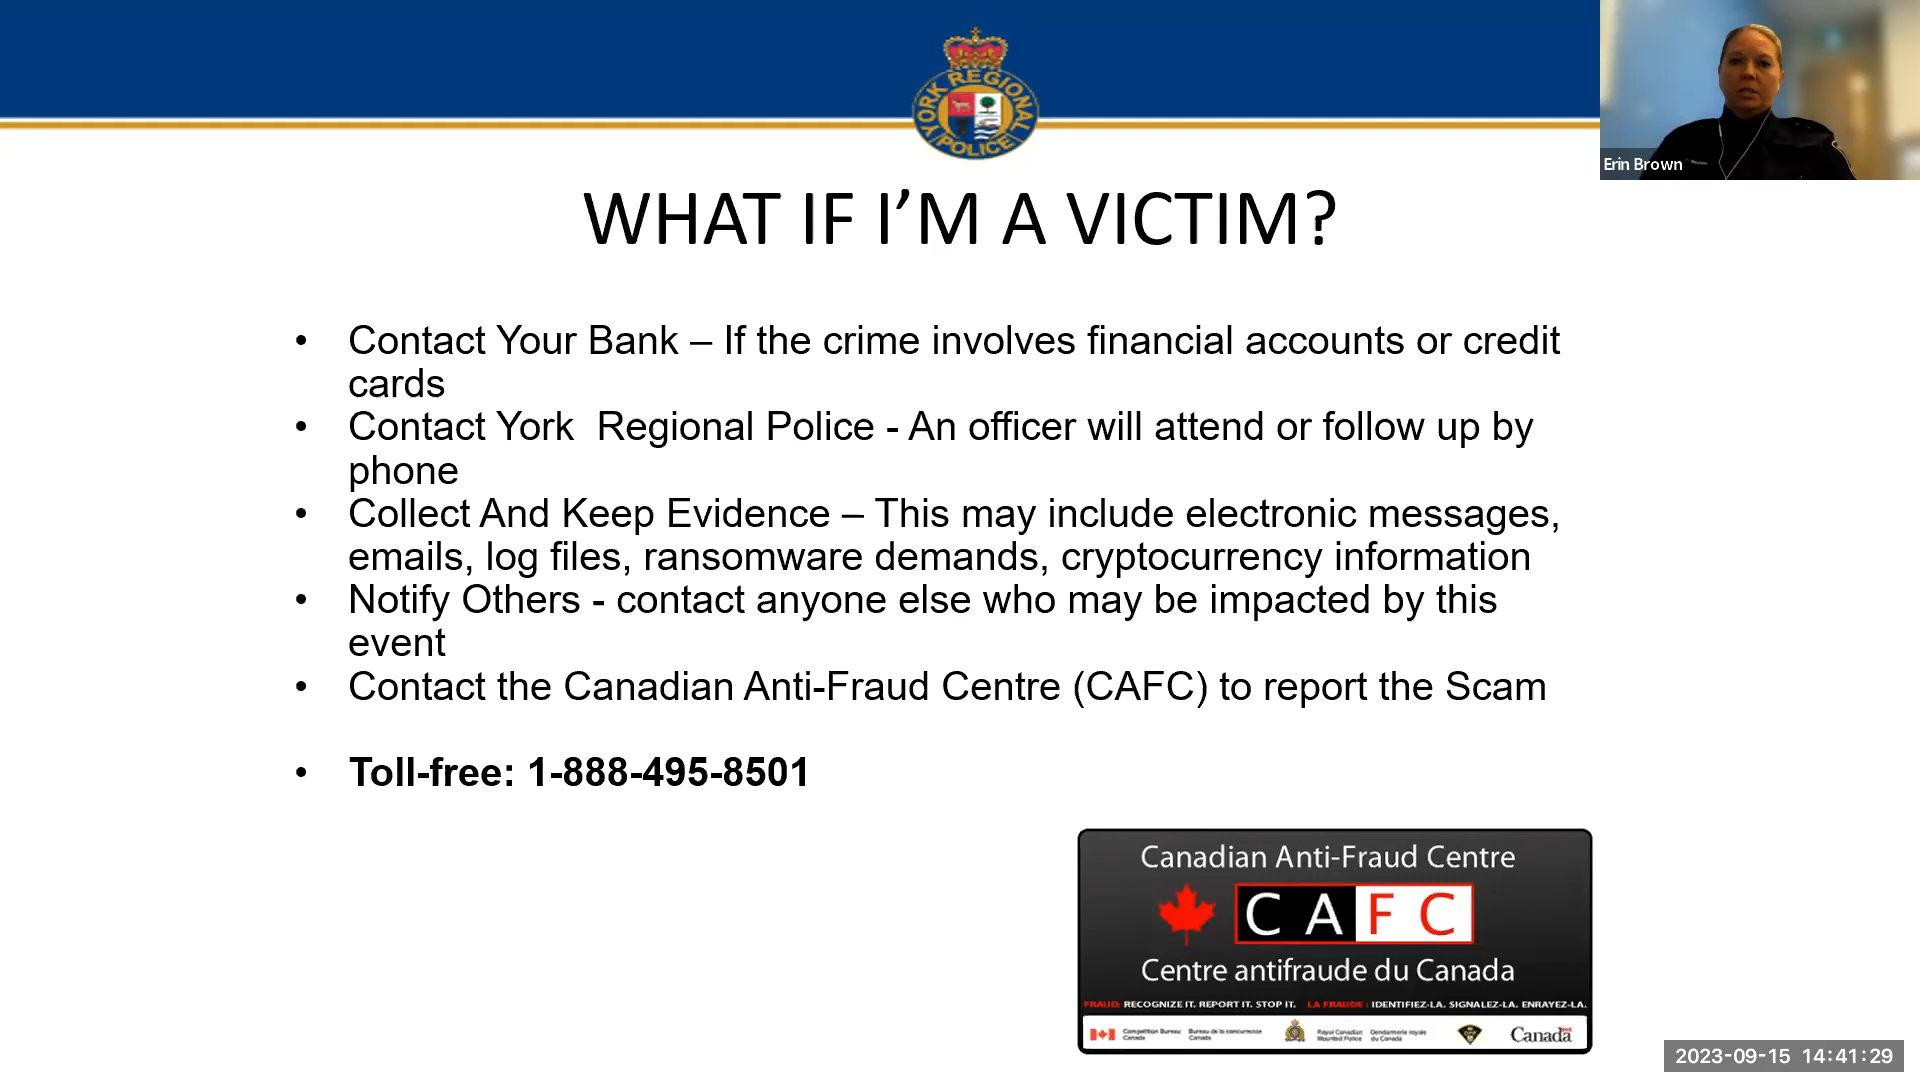 YORK REGIONAL
POLICE
Erin Brown
WHAT IF I’M A VICTIM?
• Contact Your Bank – If the crime involves financial accounts or credit
cards
• Contact York  Regional Police - An officer will attend or follow up by
phone
• Collect And Keep Evidence – This may include electronic messages,
emails, log files, ransomware demands, cryptocurrency information
• Notify Others - contact anyone else who may be impacted by this
event
• Contact the Canadian Anti-Fraud Centre (CAFC) to report the Scam
• Toll-free: 1-888-495-8501
Canadian Anti-Fraud Centre
CAFC
Centre antifraude du Canada
FRAUD: RECOGNIZE IT. REPORT IT. STOP IT. LA FRAUDE : IDENTIFIEZ-LA. SIGNALEZ-LA. ENRAYEZ-LA.
Competition Bureau Bureau de la concurrence Royal Canadian Gendarmerie royale
Canada Canada Mounted Police du Canada
Canada
2023-09-15 14:41:29